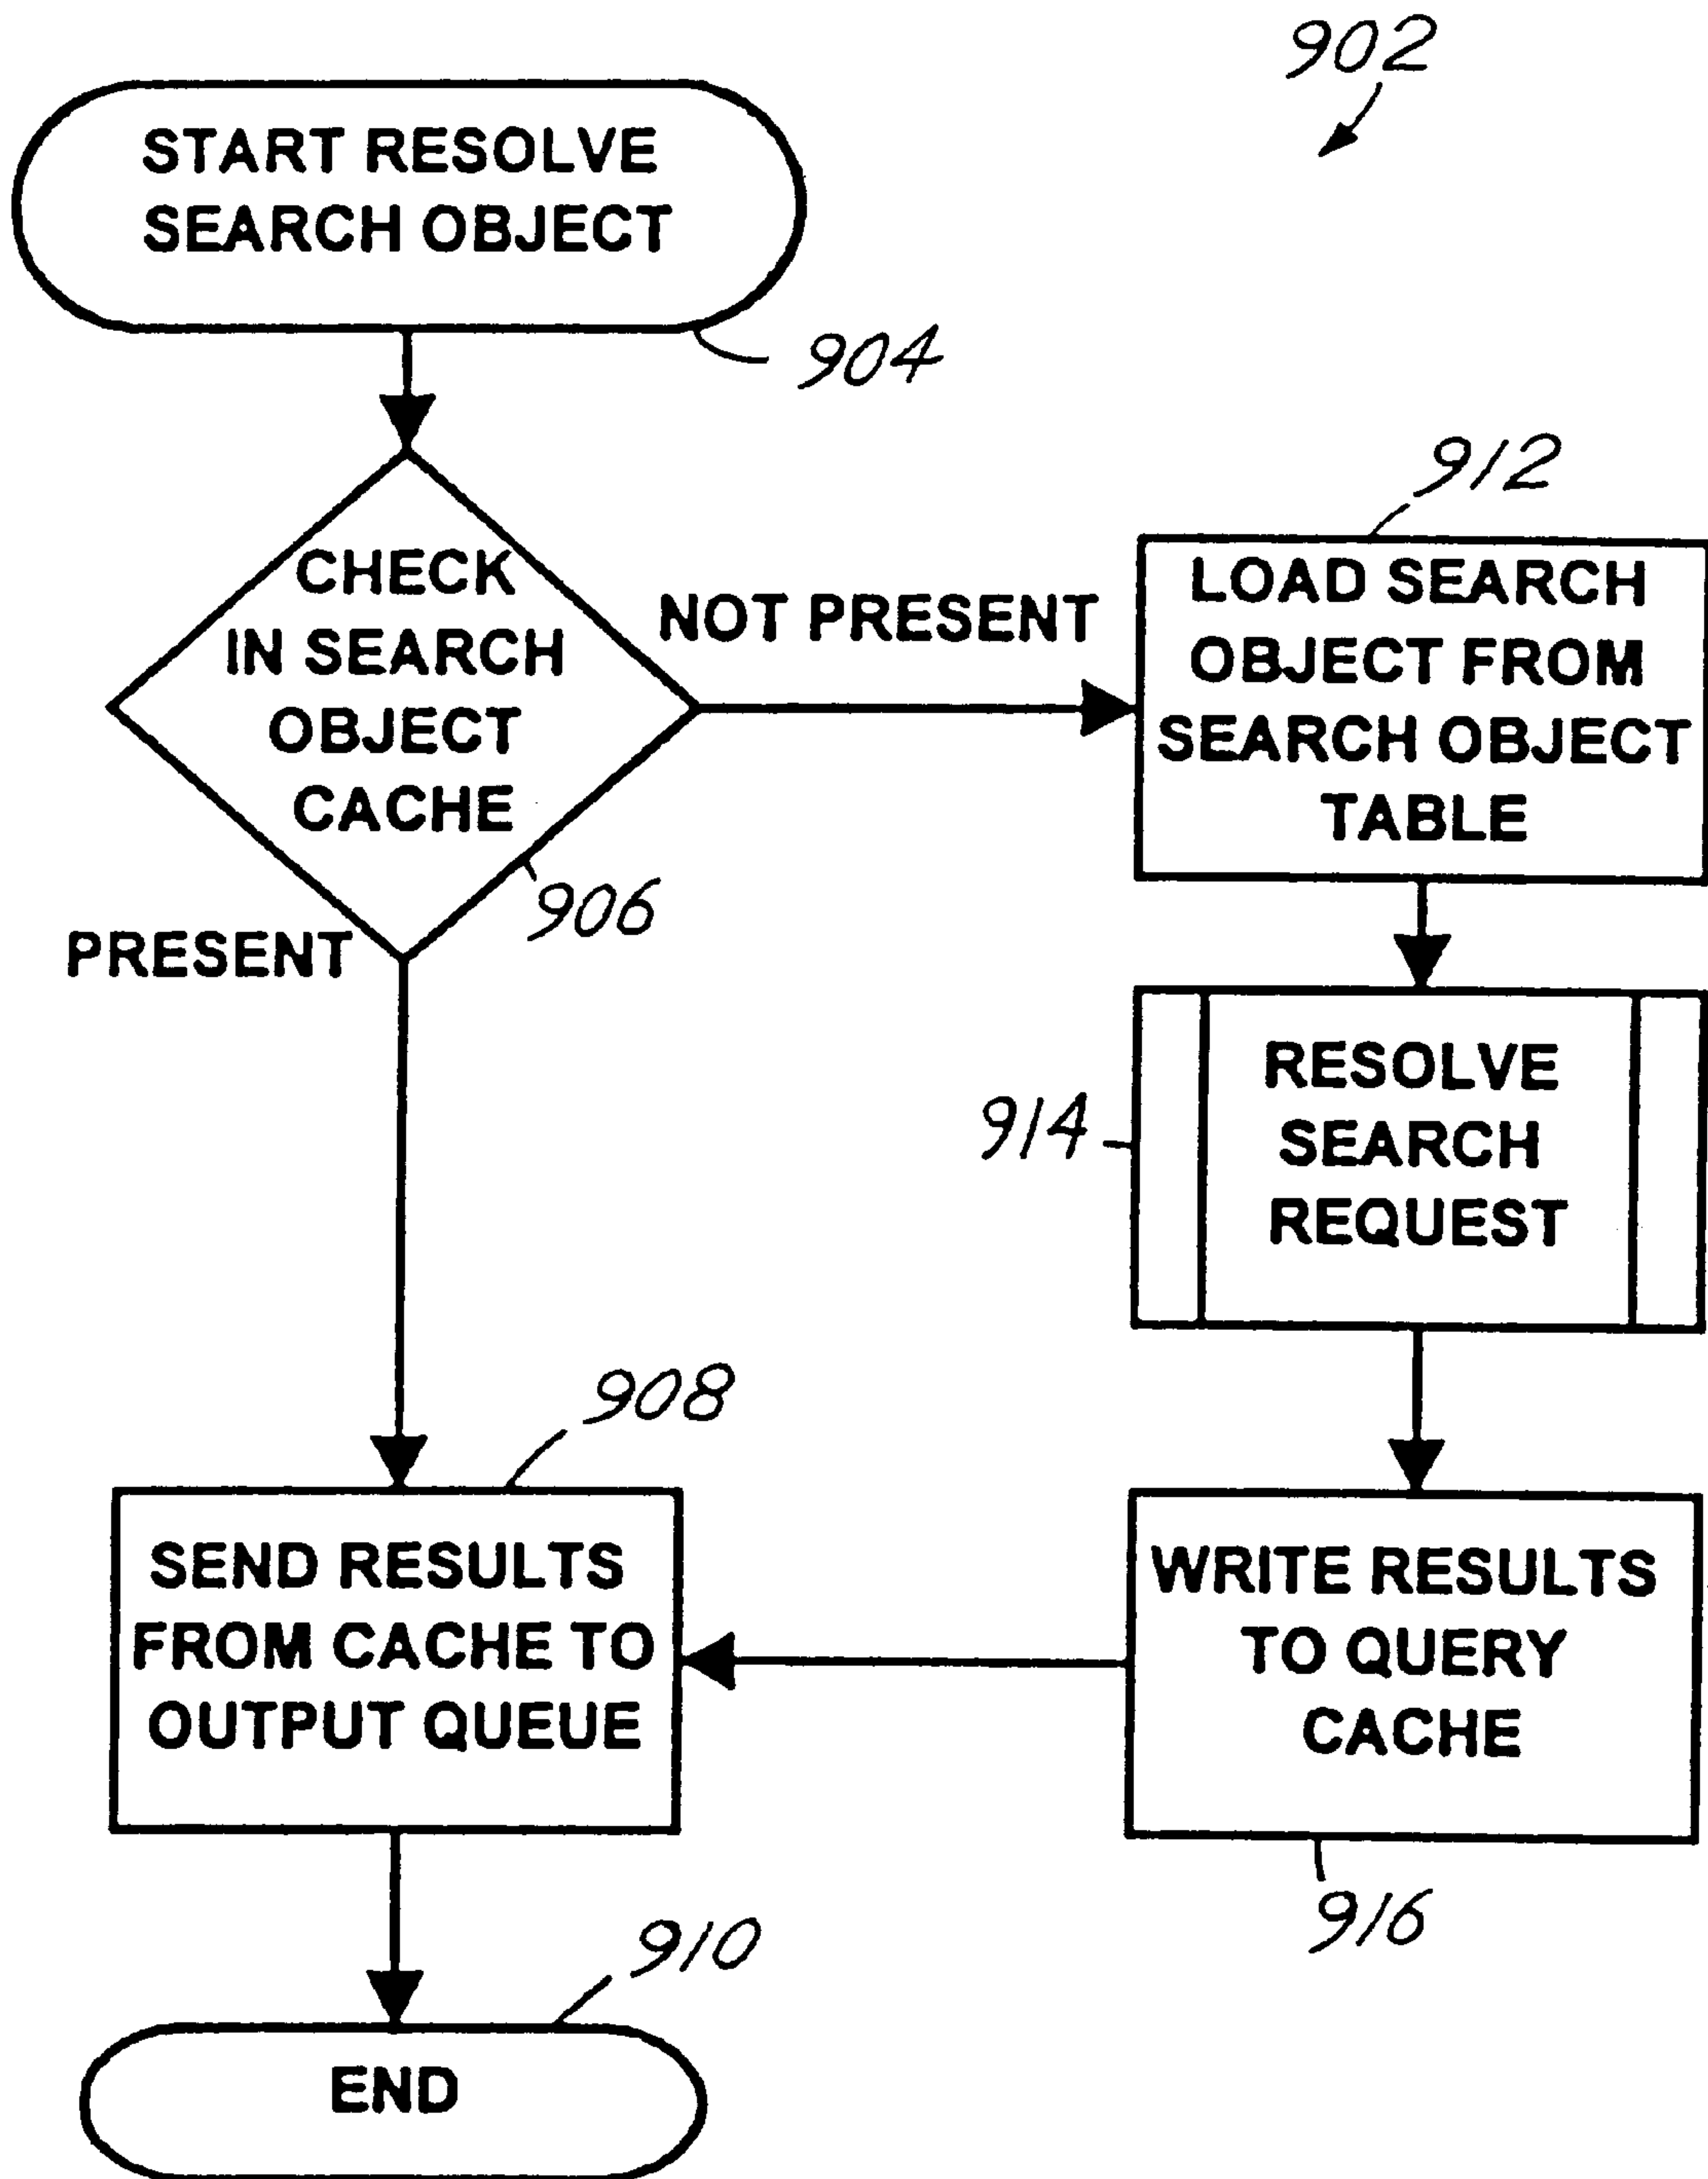 902
START RESOLVE
SEARCH OBJECT
904
CHECK
IN SEARCH
OBJECT
CACHE
906
NOT PRESENT
PRESENT
912
LOAD SEARCH
OBJECT FROM
SEARCH OBJECT
TABLE
914
RESOLVE
SEARCH
REQUEST
908
SEND RESULTS
FROM CACHE TO
OUTPUT QUEUE
WRITE RESULTS
TO QUERY
CACHE
916
910
END